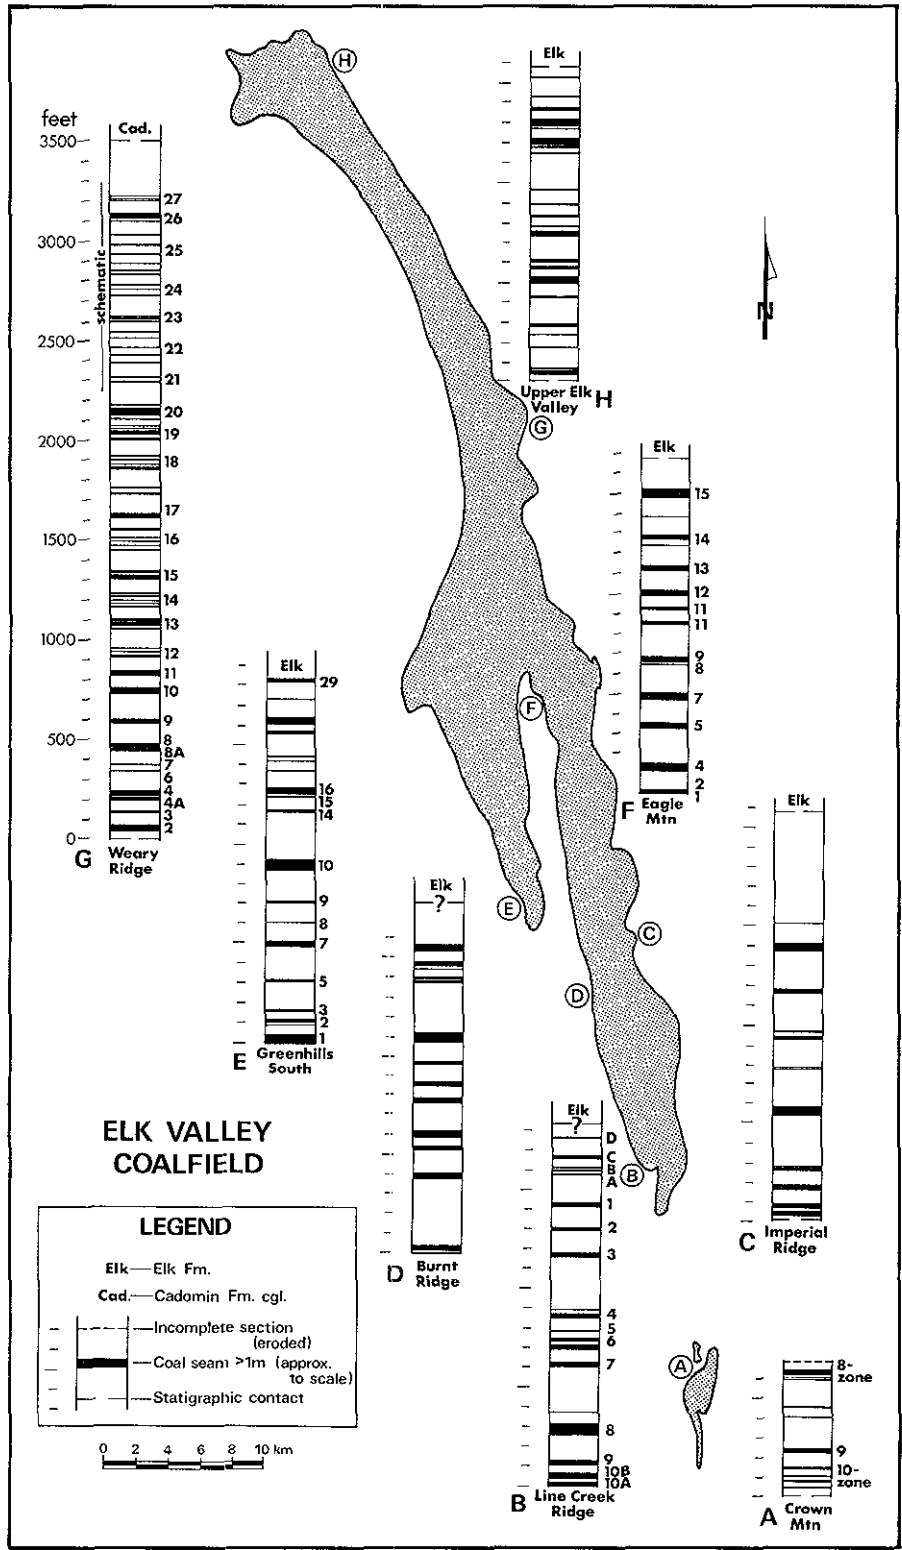 H
Elk
Upper Elk
Valley
H
feet
Cad.
3500
3000
2500
2000
1500
1000
500
0
schematic
27
26
25
24
23
22
21
20
19
18
17
16
15
14
13
12
11
10
9
8
8A
7
6
4
4A
3
2
G
Weary
Ridge
N
G
Elk
15
14
13
12
11
11
9
8
7
5
4
2
1
F
Eagle
Mtn
F
Elk
29
16
15
14
10
9
8
7
5
3
2
1
E
Greenhills
South
E
Elk
?
D
Burnt
Ridge
C
D
Elk
C
Imperial
Ridge
Elk
?
D
C
B
A
1
2
3
4
5
6
7
8
9
10B
10A
B
Line Creek
Ridge
B
A
8-
zone
9
10-
zone
A
Crown
Mtn
ELK VALLEY
COALFIELD
LEGEND
Elk — Elk Fm.
Cad. — Cadomin Fm. cgl.
Incomplete section
(eroded)
Coal seam >1m (approx.
to scale)
Statigraphic contact
0 2 4 6 8 10 km